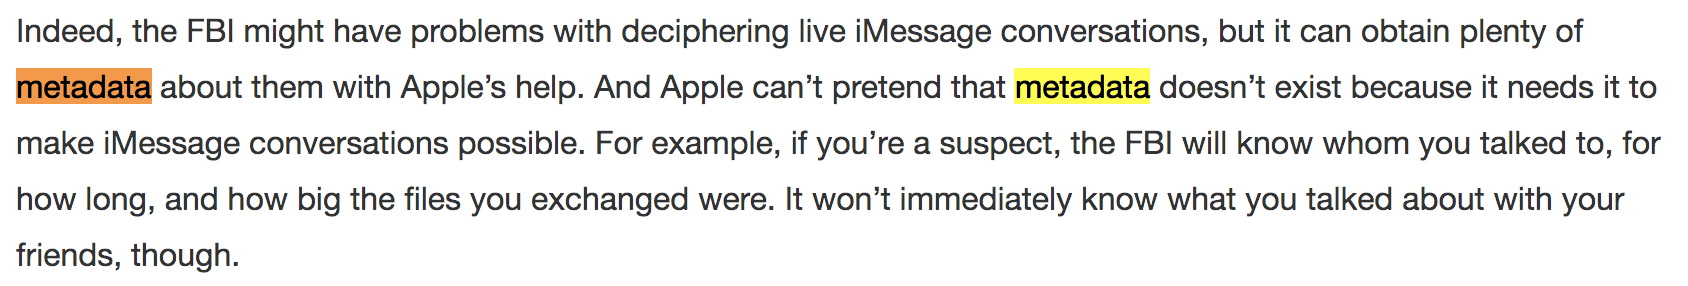 Indeed, the FBI might have problems with deciphering live iMessage conversations, but it can obtain plenty of
metadata about them with Apple’s help. And Apple can’t pretend that metadata doesn’t exist because it needs it to
make iMessage conversations possible. For example, if you’re a suspect, the FBI will know whom you talked to, for
how long, and how big the files you exchanged were. It won’t immediately know what you talked about with your
friends, though.